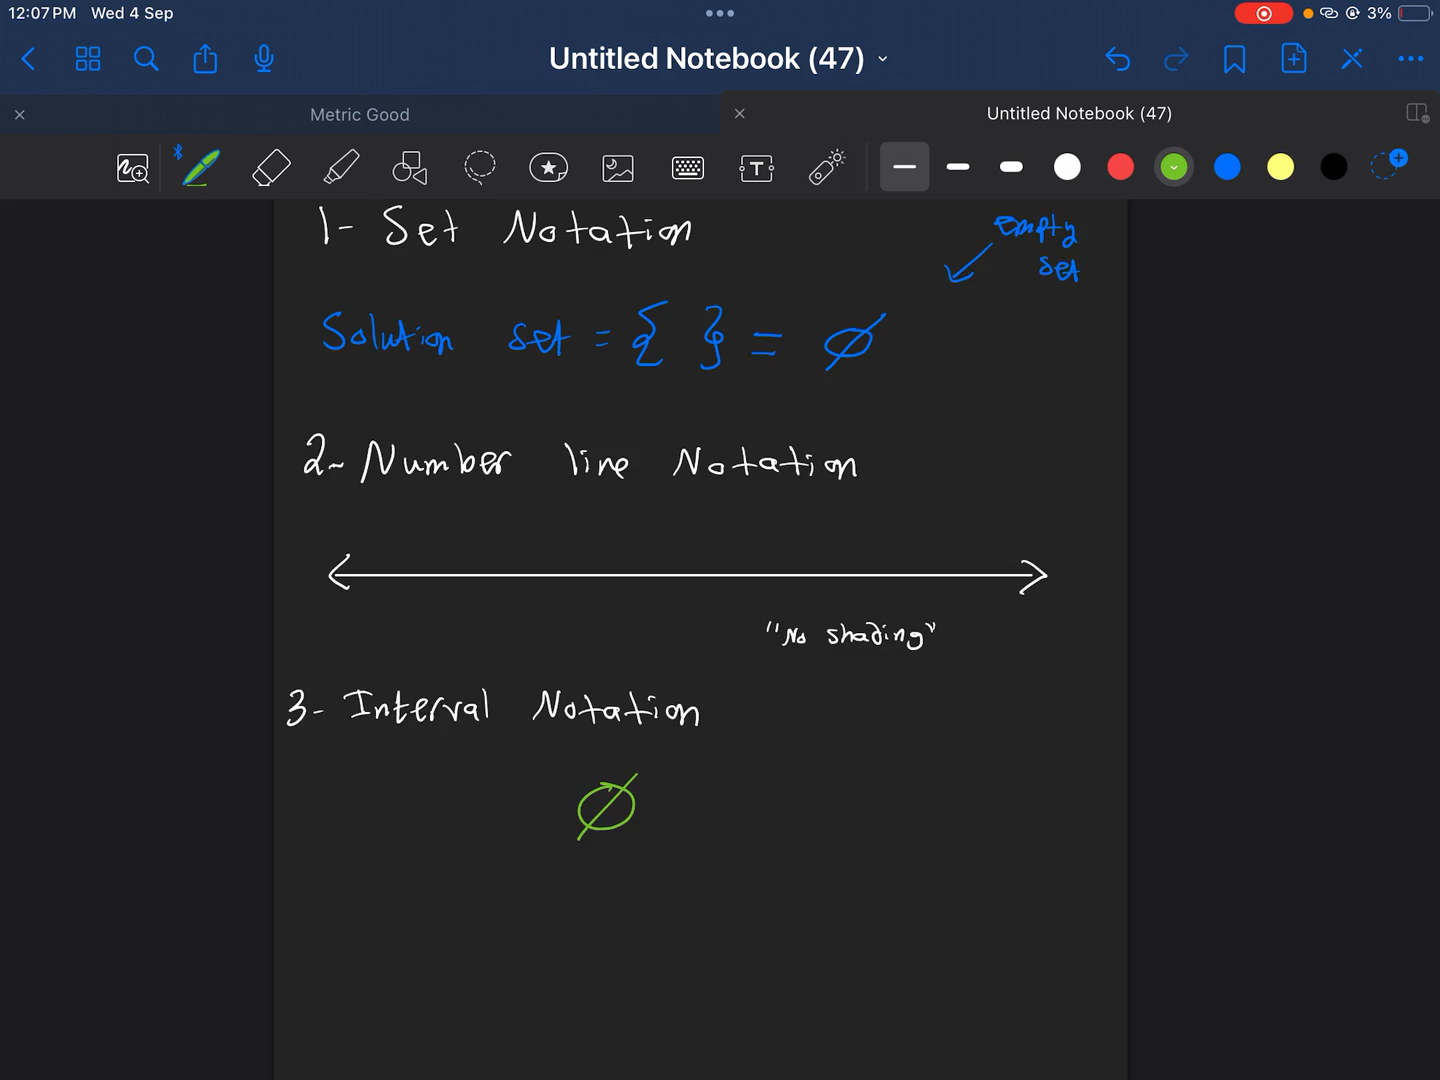 12:07 PM Wed 4 Sep
3%
Untitled Notebook (47)
Metric Good
Untitled Notebook (47)
T
1- Set Notation
Empty
set
Solution set = { } = ∅
2- Number line Notation
"No shading"
3- Interval Notation
∅